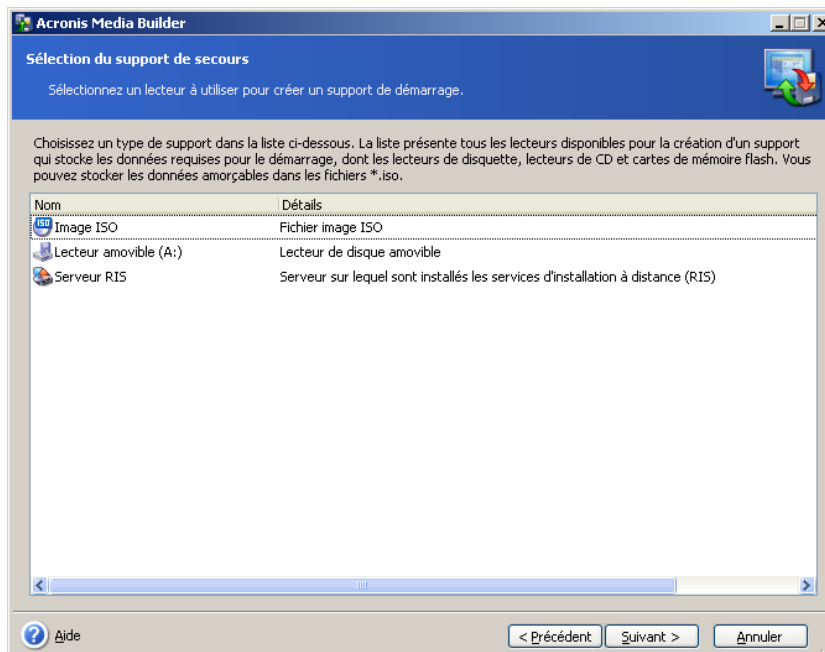 Acronis Media Builder
Sélection du support de secours
Sélectionnez un lecteur à utiliser pour créer un support de démarrage.
Choisissez un type de support dans la liste ci-dessous. La liste présente tous les lecteurs disponibles pour la création d'un support
qui stocke les données requises pour le démarrage, dont les lecteurs de disquette, lecteurs de CD et cartes de mémoire flash. Vous
pouvez stocker les données amorçables dans les fichiers *.iso.
Nom Détails
ISO Image ISO Fichier image ISO
Lecteur amovible (A:) Lecteur de disque amovible
Serveur RIS Serveur sur lequel sont installés les services d'installation à distance (RIS)
? Aide < Précédent Suivant > Annuler